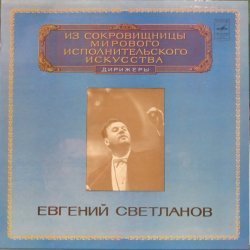 ИЗ СОКРОВИЩНИЦЫ
МИРОВОГО
ИСПОЛНИТЕЛЬСКОГО
ИСКУССТВА
ДИРИЖЕРЫ
ЕВГЕНИЙ СВЕТЛАНОВ